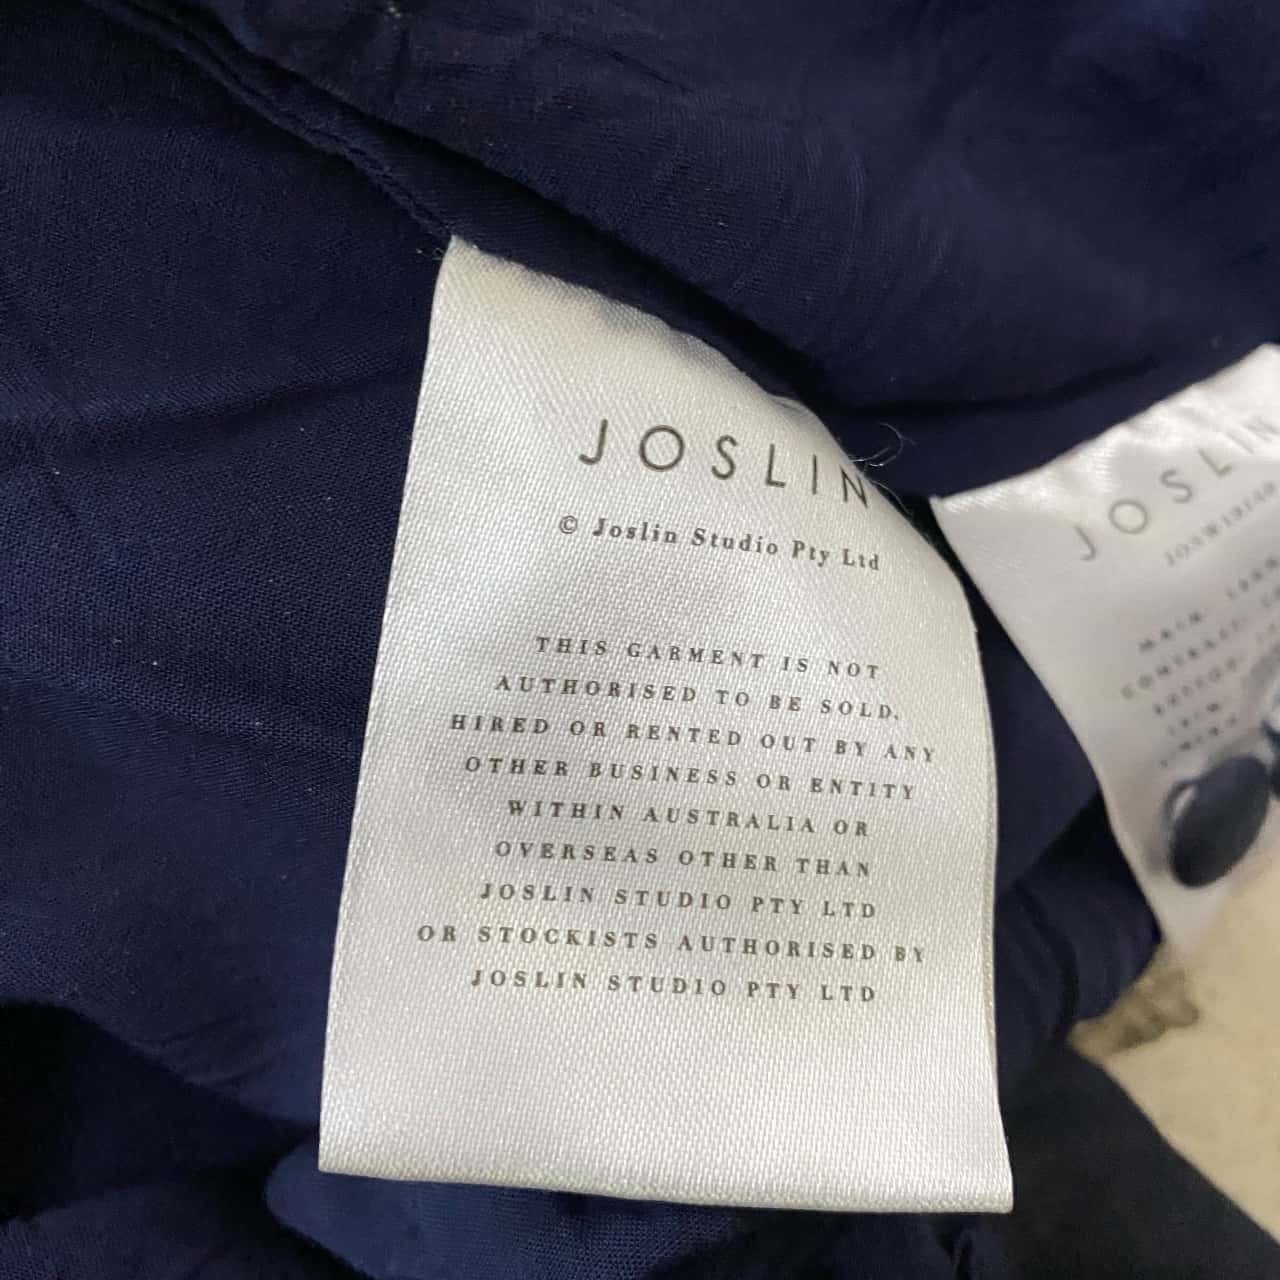 JOSLIN
© Joslin Studio Pty Ltd
THIS GARMENT IS NOT
AUTHORISED TO BE SOLD,
HIRED OR RENTED OUT BY ANY
OTHER BUSINESS OR ENTITY
WITHIN AUSTRALIA OR
OVERSEAS OTHER THAN
JOSLIN STUDIO PTY LTD
OR STOCKISTS AUTHORISED BY
JOSLIN STUDIO PTY LTD
JOSLIN
MAIN:
CONTRAST: